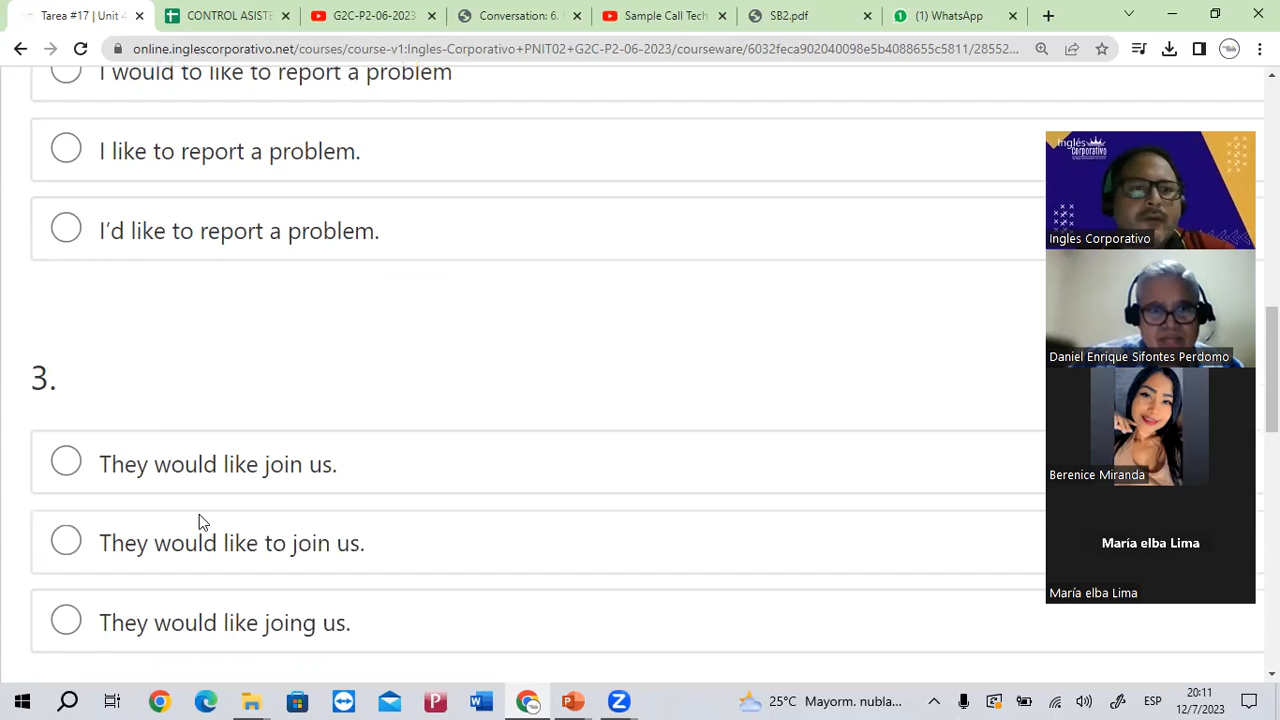 Tarea #17 | Unit 4
CONTROL ASIST
G2C-P2-06-2023
Conversation: 6.
Sample Call Tech
SB2.pdf
(1) WhatsApp
online.inglescorporativo.net/courses/course-v1:Ingles-Corporativo+PNIT02+G2C-P2-06-2023/courseware/6032feca902040098e5b4088655c5811/28552...
I would to like to report a problem
I like to report a problem.
I'd like to report a problem.
3.
They would like join us.
They would like to join us.
They would like joing us.
Inglés
Corporativo
Ingles Corporativo
Daniel Enrique Sifontes Perdomo
Berenice Miranda
María elba Lima
María elba Lima
25°C Mayorm. nubla...
ESP
20:11
12/7/2023